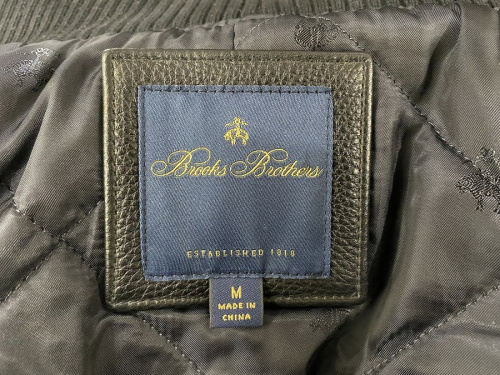 Brooks Brothers
ESTABLISHED 1818
M
MADE IN
CHINA